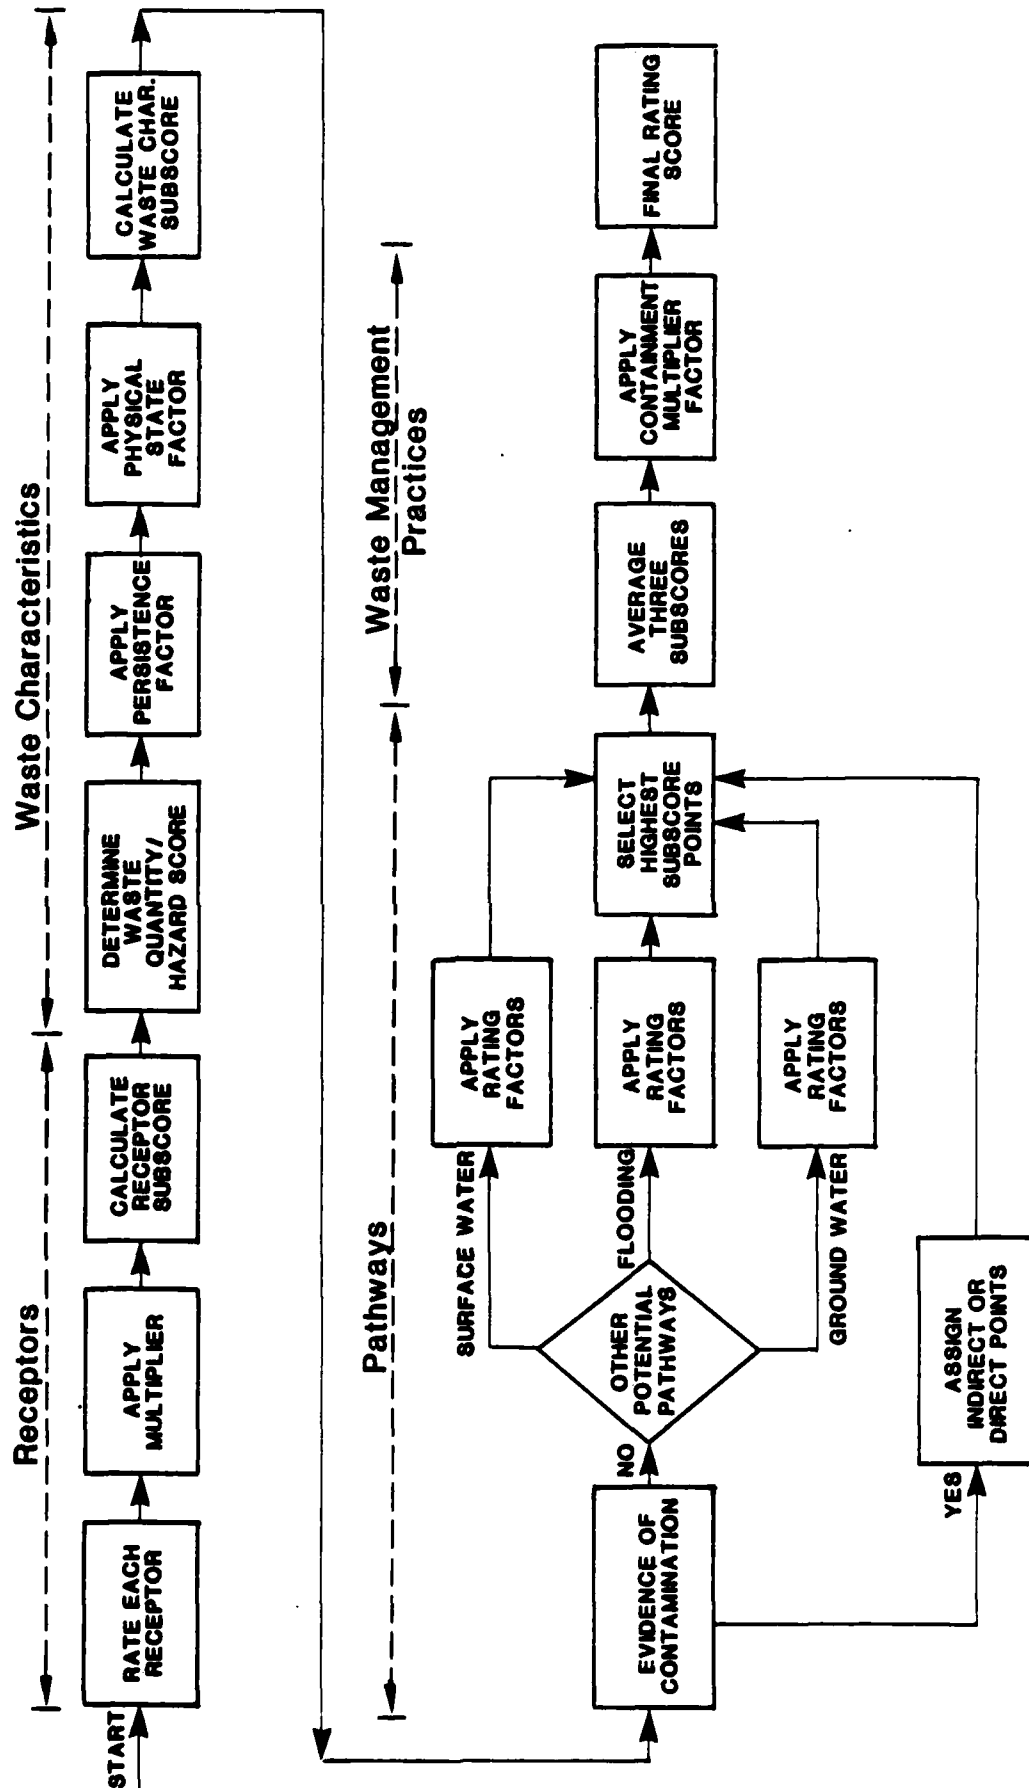 Receptors
Waste Characteristics
START
RATE EACH
RECEPTOR
APPLY
MULTIPLIER
CALCULATE
RECEPTOR
SUBSCORE
DETERMINE
WASTE
QUANTITY/
HAZARD SCORE
APPLY
PERSISTENCE
FACTOR
APPLY
PHYSICAL
STATE
FACTOR
CALCULATE
WASTE CHAR.
SUBSCORE
Pathways
Waste Management
Practices
EVIDENCE OF
CONTAMINATION
NO
YES
OTHER
POTENTIAL
PATHWAYS
SURFACE WATER
FLOODING
GROUND WATER
APPLY
RATING
FACTORS
APPLY
RATING
FACTORS
APPLY
RATING
FACTORS
ASSIGN
INDIRECT OR
DIRECT POINTS
SELECT
HIGHEST
SUBSCORE
POINTS
AVERAGE
THREE
SUBSCORES
APPLY
CONTAINMENT
MULTIPLIER
FACTOR
FINAL RATING
SCORE